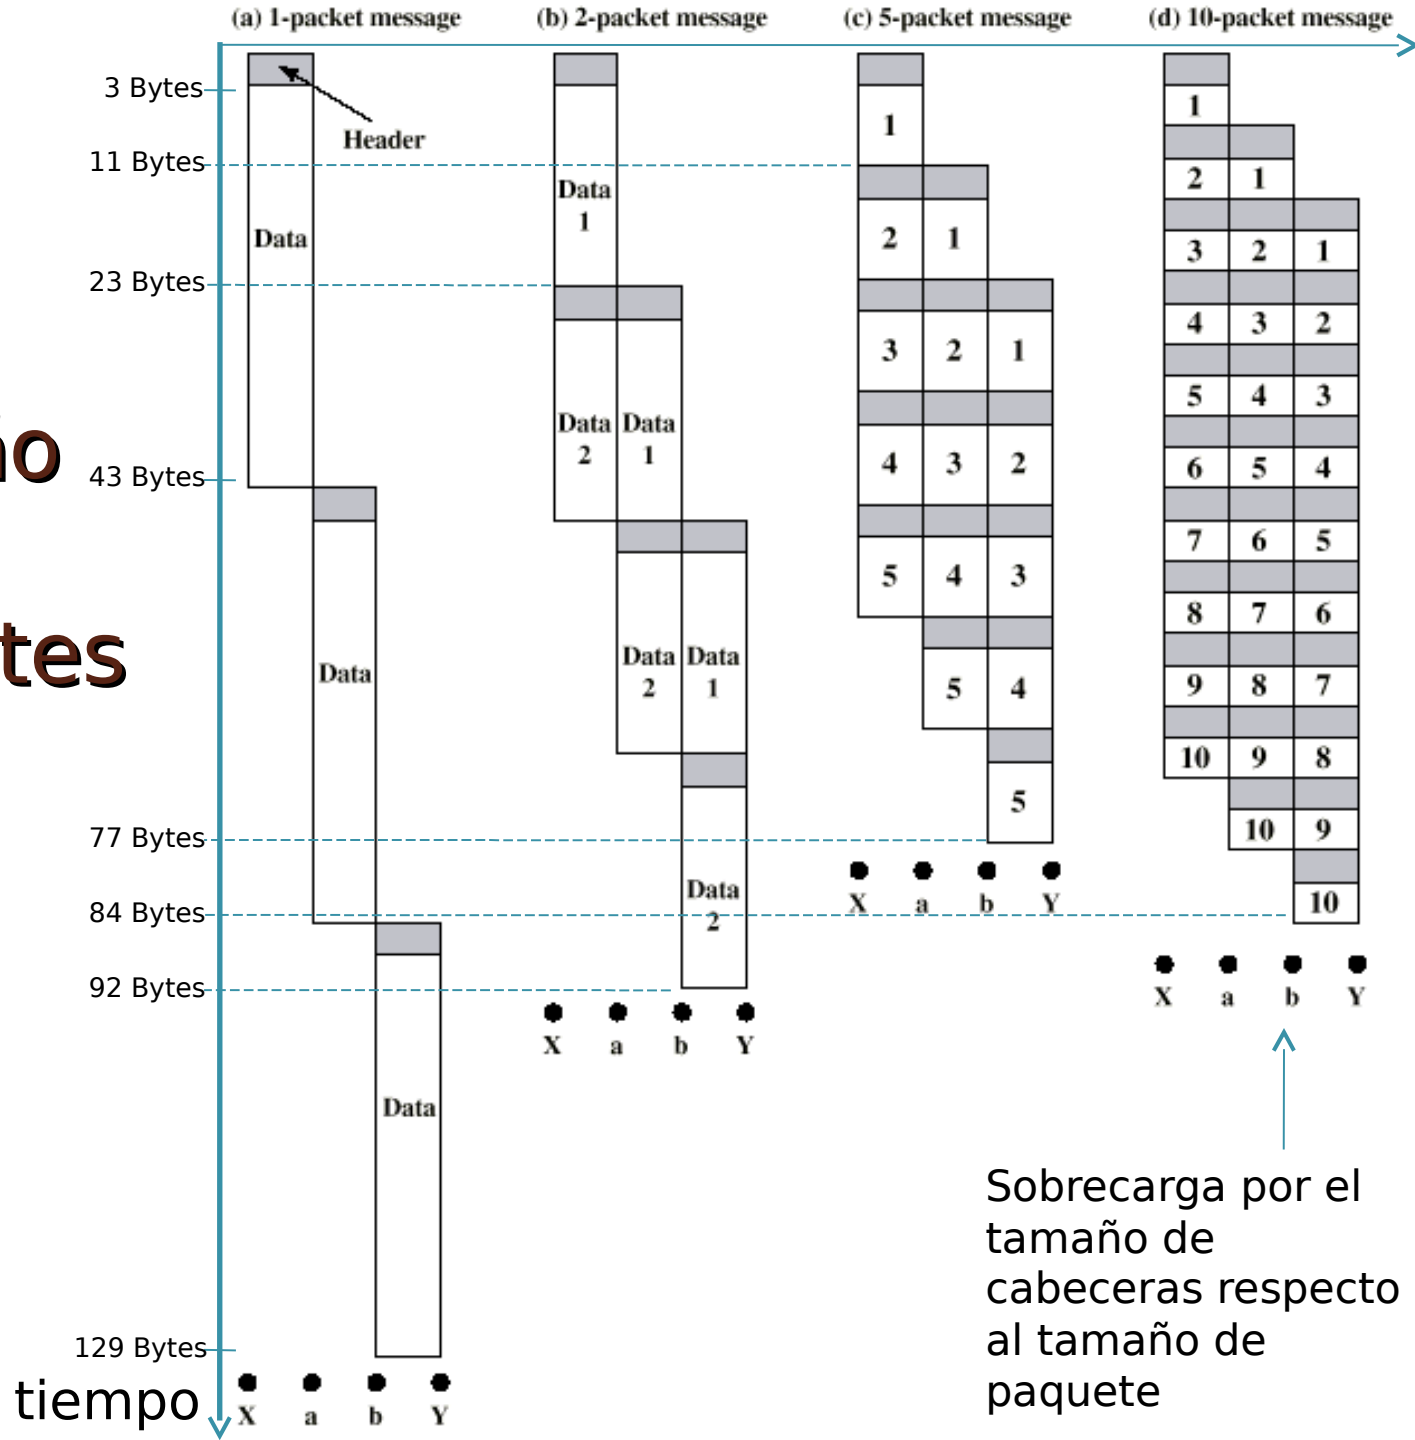 (a) 1-packet message
(b) 2-packet message
(c) 5-packet message
(d) 10-packet message
3 Bytes
Header
11 Bytes
23 Bytes
43 Bytes
77 Bytes
84 Bytes
92 Bytes
129 Bytes
tiempo
Data
Data
Data
X a b Y
Data
1
Data
2
Data
1
Data
2
Data
1
Data
2
X a b Y
1
2 1
3 2 1
4 3 2
5 4 3
5 4
5
X a b Y
1
2 1
3 2 1
4 3 2
5 4 3
6 5 4
7 6 5
8 7 6
9 8 7
10 9 8
10 9
10
X a b Y
Sobrecarga por el
tamaño de
cabeceras respecto
al tamaño de
paquete